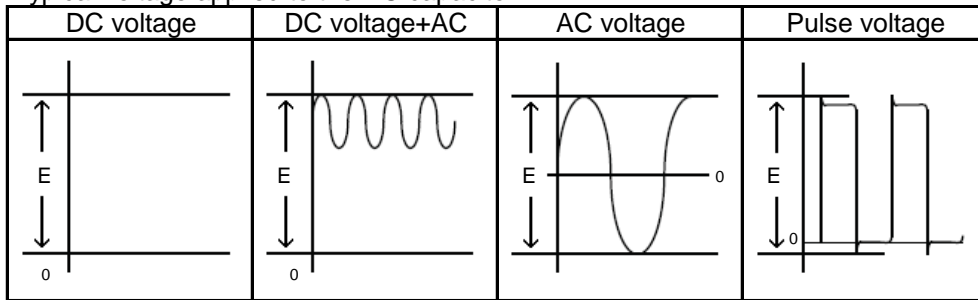 DC voltage DC voltage+AC AC voltage Pulse voltage
E E E 0 E
0
0 0